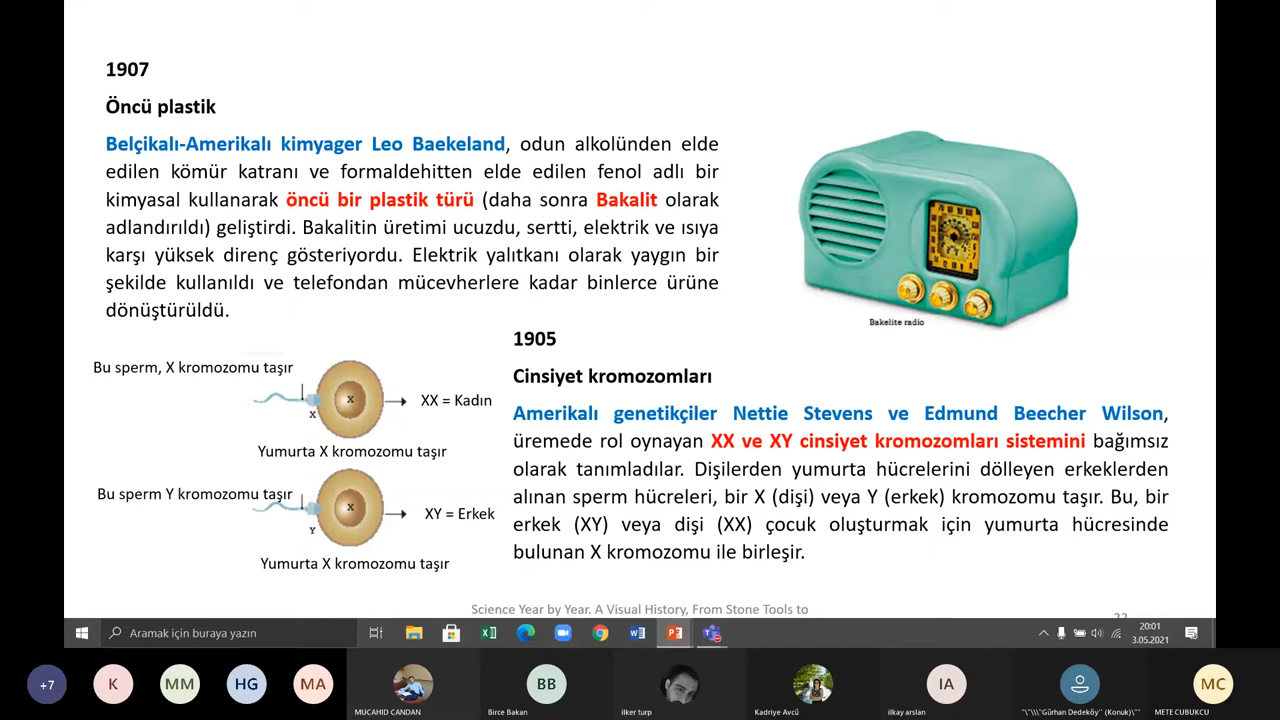 1907
Öncü plastik
Belçikalı-Amerikalı kimyager Leo Baekeland, odun alkolünden elde
edilen kömür katranı ve formaldehitten elde edilen fenol adlı bir
kimyasal kullanarak öncü bir plastik türü (daha sonra Bakalit olarak
adlandırıldı) geliştirdi. Bakalitin üretimi ucuzdu, sertti, elektrik ve ısıya
karşı yüksek direnç gösteriyordu. Elektrik yalıtkanı olarak yaygın bir
şekilde kullanıldı ve telefondan mücevherlere kadar binlerce ürüne
dönüştürüldü.
Bakelite radio
Bu sperm, X kromozomu taşır
X
X
XX = Kadın
Yumurta X kromozomu taşır
Bu sperm Y kromozomu taşır
X
Y
XY = Erkek
Yumurta X kromozomu taşır
1905
Cinsiyet kromozomları
Amerikalı genetikçiler Nettie Stevens ve Edmund Beecher Wilson,
üremede rol oynayan XX ve XY cinsiyet kromozomları sistemini bağımsız
olarak tanımladılar. Dişilerden yumurta hücrelerini dölleyen erkeklerden
alınan sperm hücreleri, bir X (dişi) veya Y (erkek) kromozomu taşır. Bu, bir
erkek (XY) veya dişi (XX) çocuk oluşturmak için yumurta hücresinde
bulunan X kromozomu ile birleşir.
Science Year by Year. A Visual History, From Stone Tools to
Aramak için buraya yazın
20:01
3.05.2021
+7
K
MM
HG
MA
MUCAHID CANDAN
BB
Birce Bakan
ilker turp
Kadriye Avcü
IA
ilkay arslan
"\"\\\"Gürhan Dedeköy" (Konuk)\""
MC
METE CUBUKCU